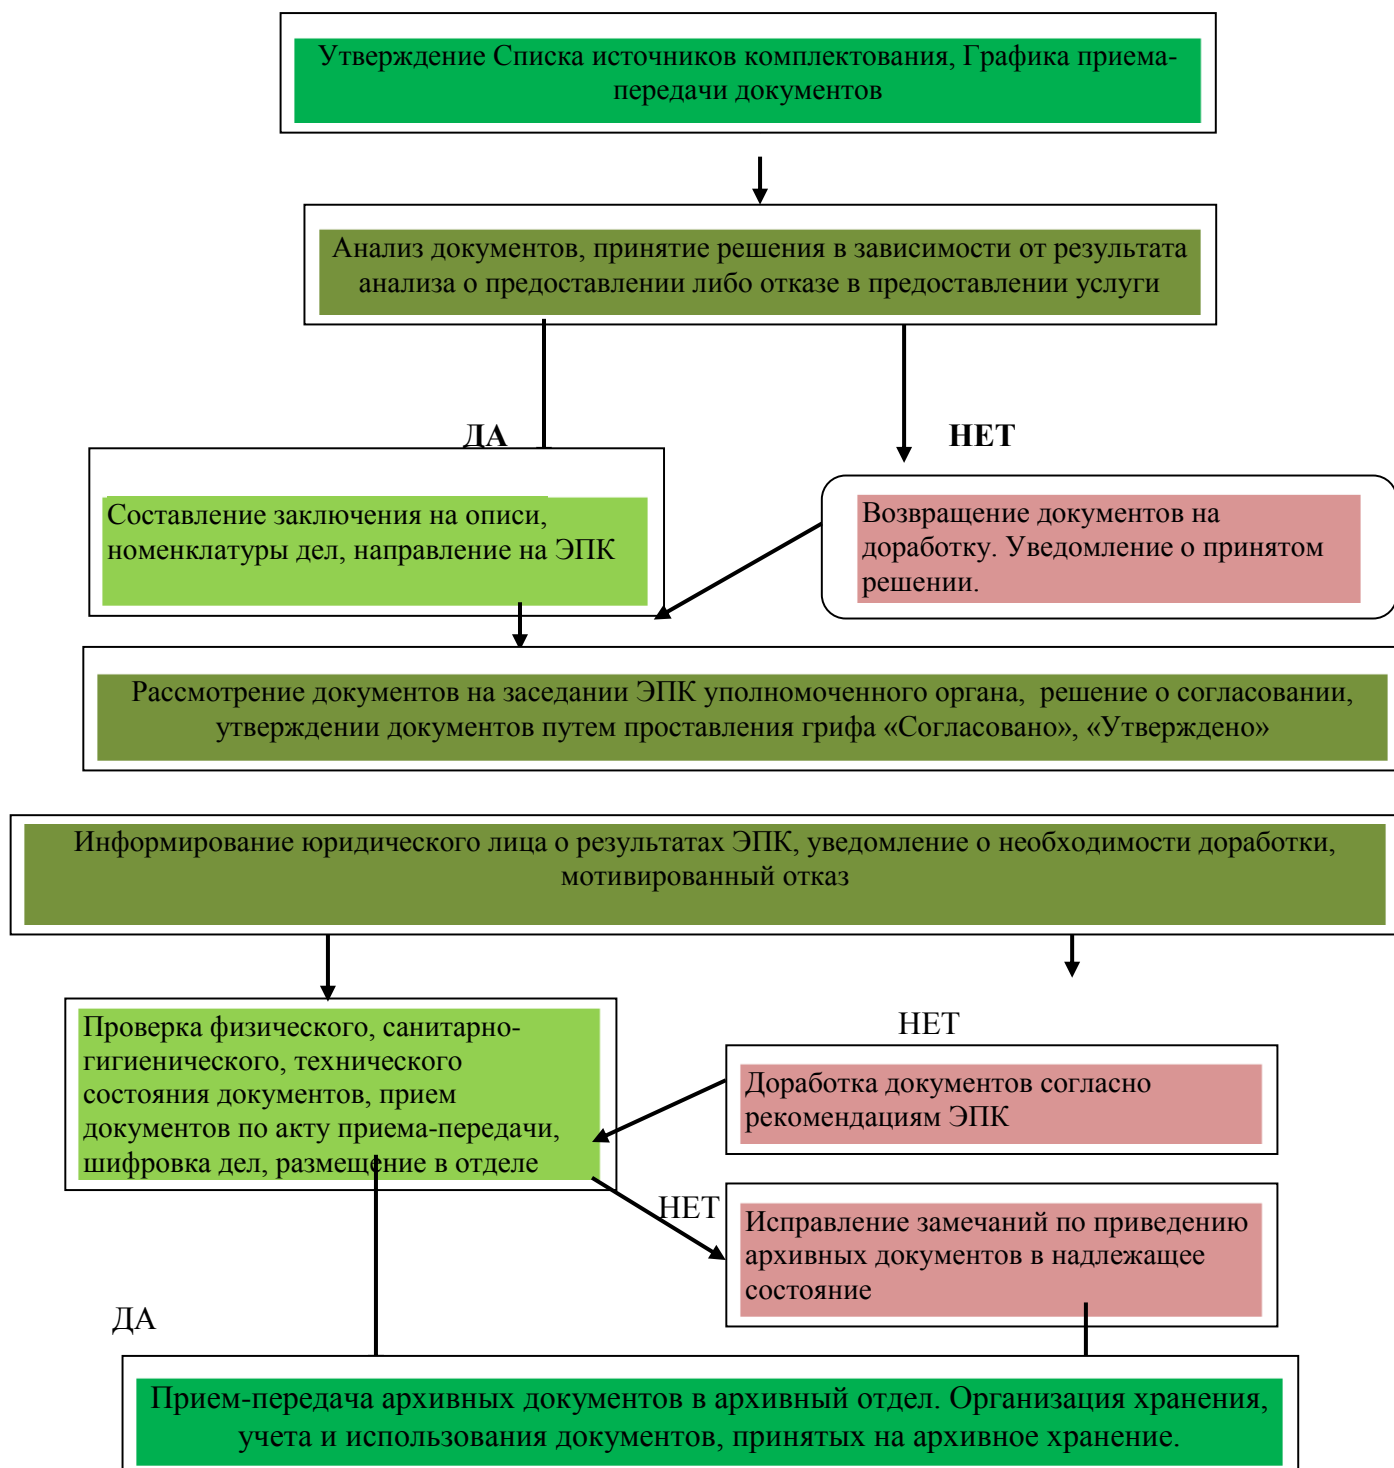 Утверждение Списка источников комплектования, Графика приема-
передачи документов
Анализ документов, принятие решения в зависимости от результата
анализа о предоставлении либо отказе в предоставлении услуги
ДА
НЕТ
Составление заключения на описи,
номенклатуры дел, направление на ЭПК
Возвращение документов на
доработку. Уведомление о принятом
решении.
Рассмотрение документов на заседании ЭПК уполномоченного органа,  решение о согласовании,
утверждении документов путем проставления грифа «Согласовано», «Утверждено»
Информирование юридического лица о результатах ЭПК, уведомление о необходимости доработки,
мотивированный отказ
Проверка физического, санитарно-
гигиенического, технического
состояния документов, прием
документов по акту приема-передачи,
шифровка дел, размещение в отделе
НЕТ
Доработка документов согласно
рекомендациям ЭПК
НЕТ
Исправление замечаний по приведению
архивных документов в надлежащее
состояние
ДА
Прием-передача архивных документов в архивный отдел. Организация хранения,
учета и использования документов, принятых на архивное хранение.